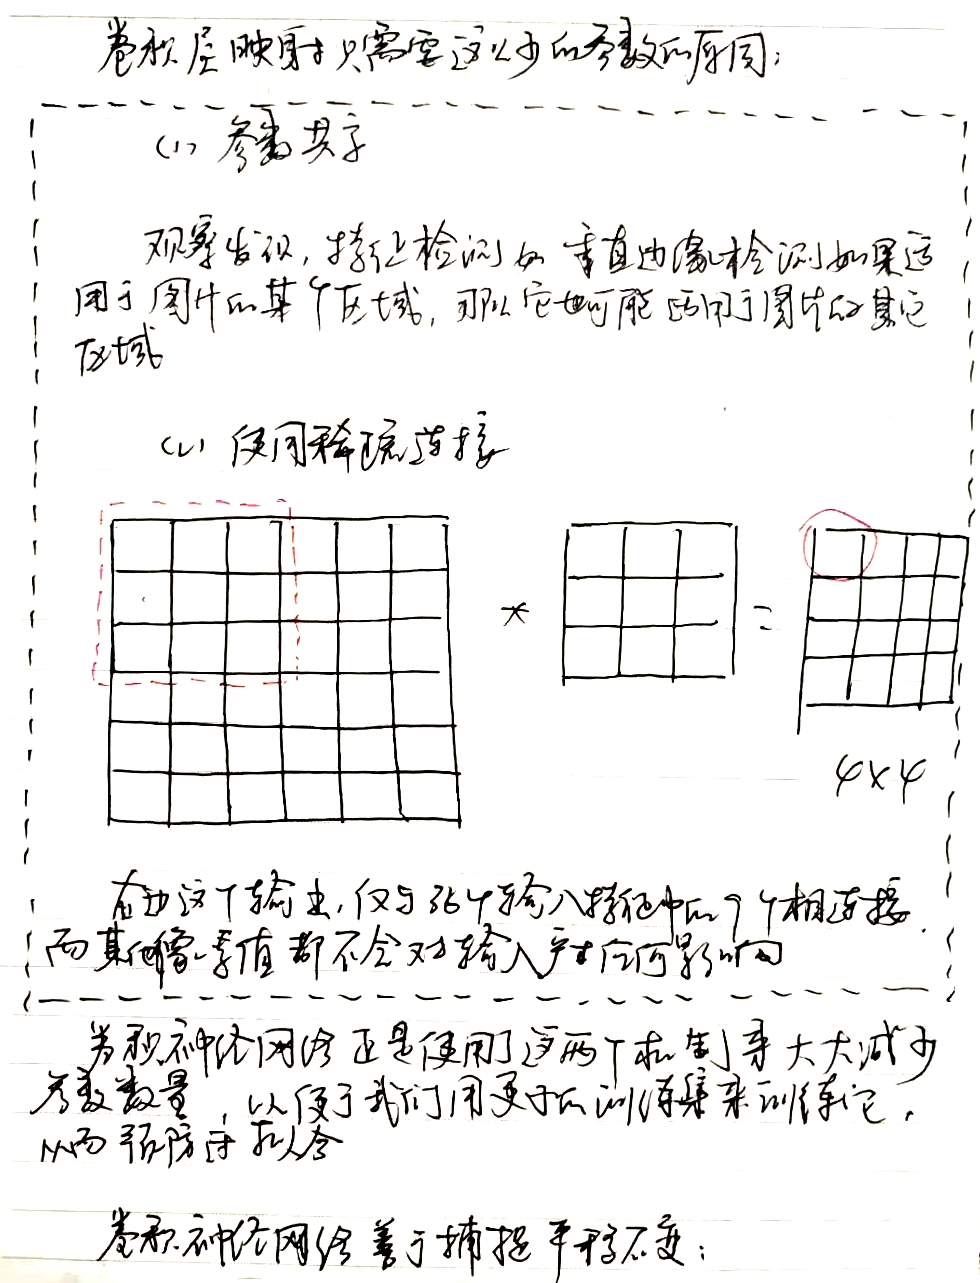 卷积层映射只需要这么少的参数的原因:
(1) 参数共享
观察发现,特征检测如垂直边缘检测如果适
用于图片的某个区域,那么它也可能适用于图片的其它
区域
(2) 使用稀疏连接
* =
4×4
右边这个输出,仅与36个输入特征中的9个相连接.
而其他像素值都不会对输入产生任何影响
卷积神经网络正是使用了这两个机制来大大减少
参数数量,以便于我们用更小的训练集来训练它,
从而预防过拟合
卷积神经网络善于捕捉平移不变: